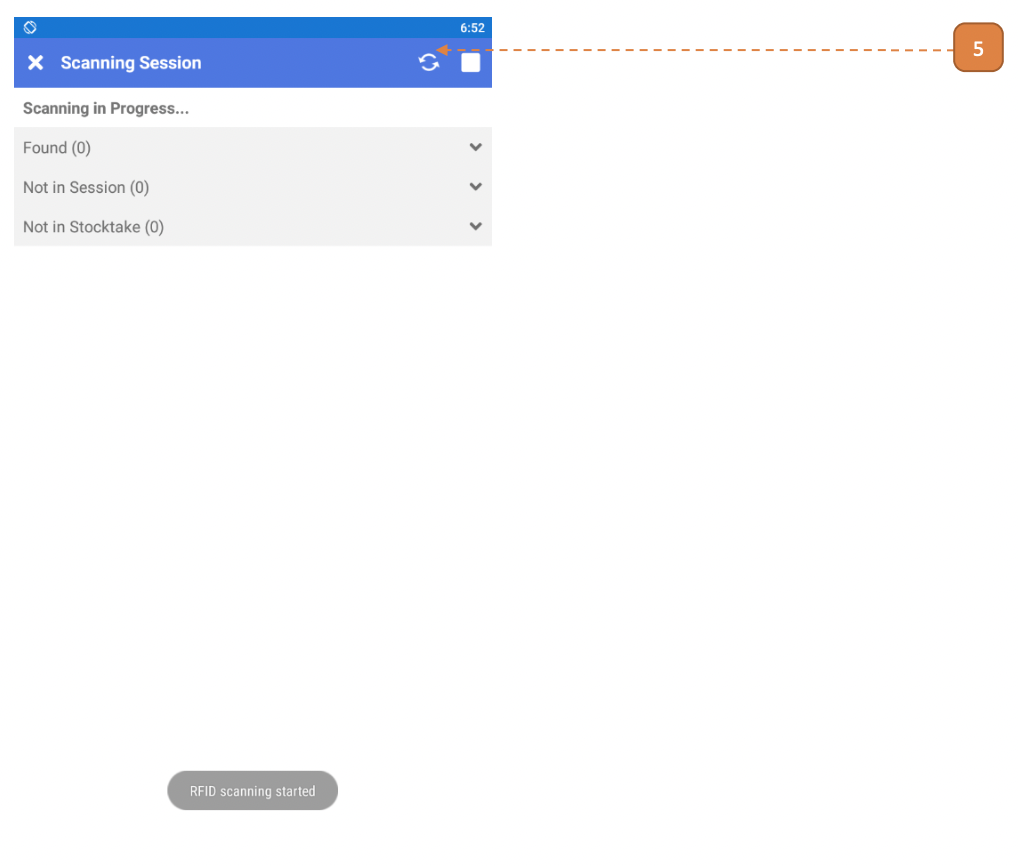 6:52
Scanning Session
5
Scanning in Progress...
Found (0)
Not in Session (0)
Not in Stocktake (0)
RFID scanning started